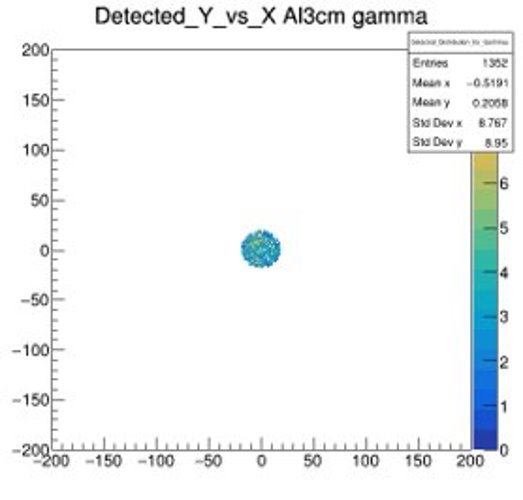 Detected_Y_vs_X Al3cm gamma
Entries 1352
Mean x −0.5191
Mean y 0.2058
Std Dev x 8.767
Std Dev y 8.95
200
150
100
50
0
−50
−100
−150
−200
−200 −150 −100 −50 0 50 100 150 200
6
5
4
3
2
1
0